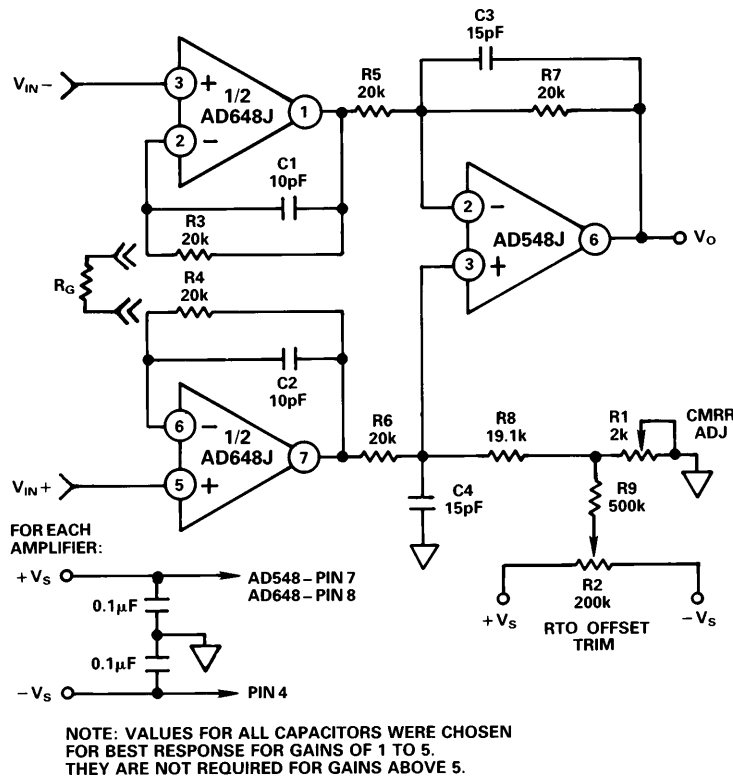 C3
15pF
R5
20k
R7
20k
V_IN−
3
+
1/2
AD648J
1
2
−
C1
10pF
R3
20k
2
−
AD548J
6
V_O
3
+
R_G
R4
20k
C2
10pF
6
−
1/2
AD648J
7
R6
20k
R8
19.1k
R1
2k
CMRR
ADJ
V_IN+
5
+
C4
15pF
R9
500k
FOR EACH
AMPLIFIER:
+V_S
AD548–PIN 7
AD648–PIN 8
0.1µF
0.1µF
−V_S
PIN 4
R2
200k
+V_S
−V_S
RTO OFFSET
TRIM
NOTE: VALUES FOR ALL CAPACITORS WERE CHOSEN
FOR BEST RESPONSE FOR GAINS OF 1 TO 5.
THEY ARE NOT REQUIRED FOR GAINS ABOVE 5.